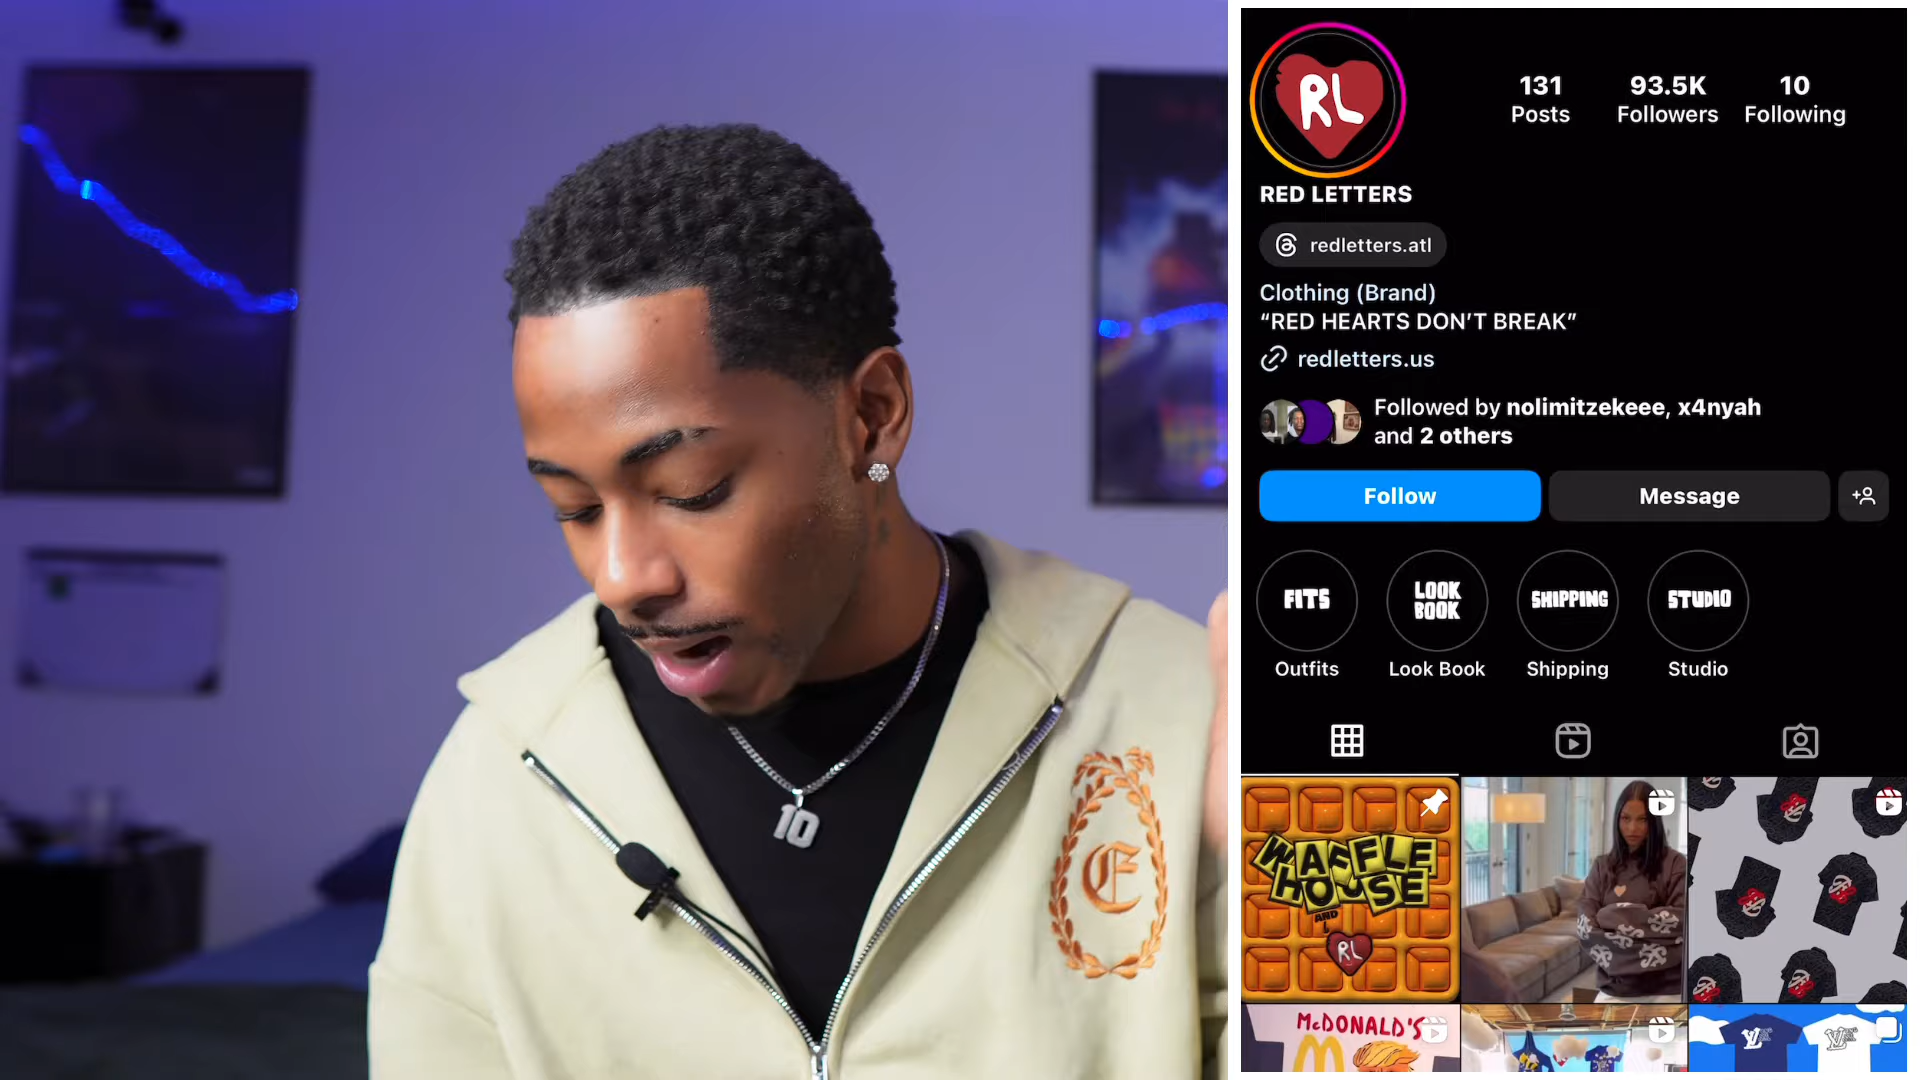 10
E
RL
131
Posts
93.5K
Followers
10
Following
RED LETTERS
redletters.atl
Clothing (Brand)
“RED HEARTS DON’T BREAK”
redletters.us
Followed by nolimitzekeee, x4nyah
and 2 others
Follow
Message
FITS
LOOK
BOOK
SHIPPING
STUDIO
Outfits
Look Book
Shipping
Studio
WAFFLE
HOUSE
AND
RL
McDONALD'S